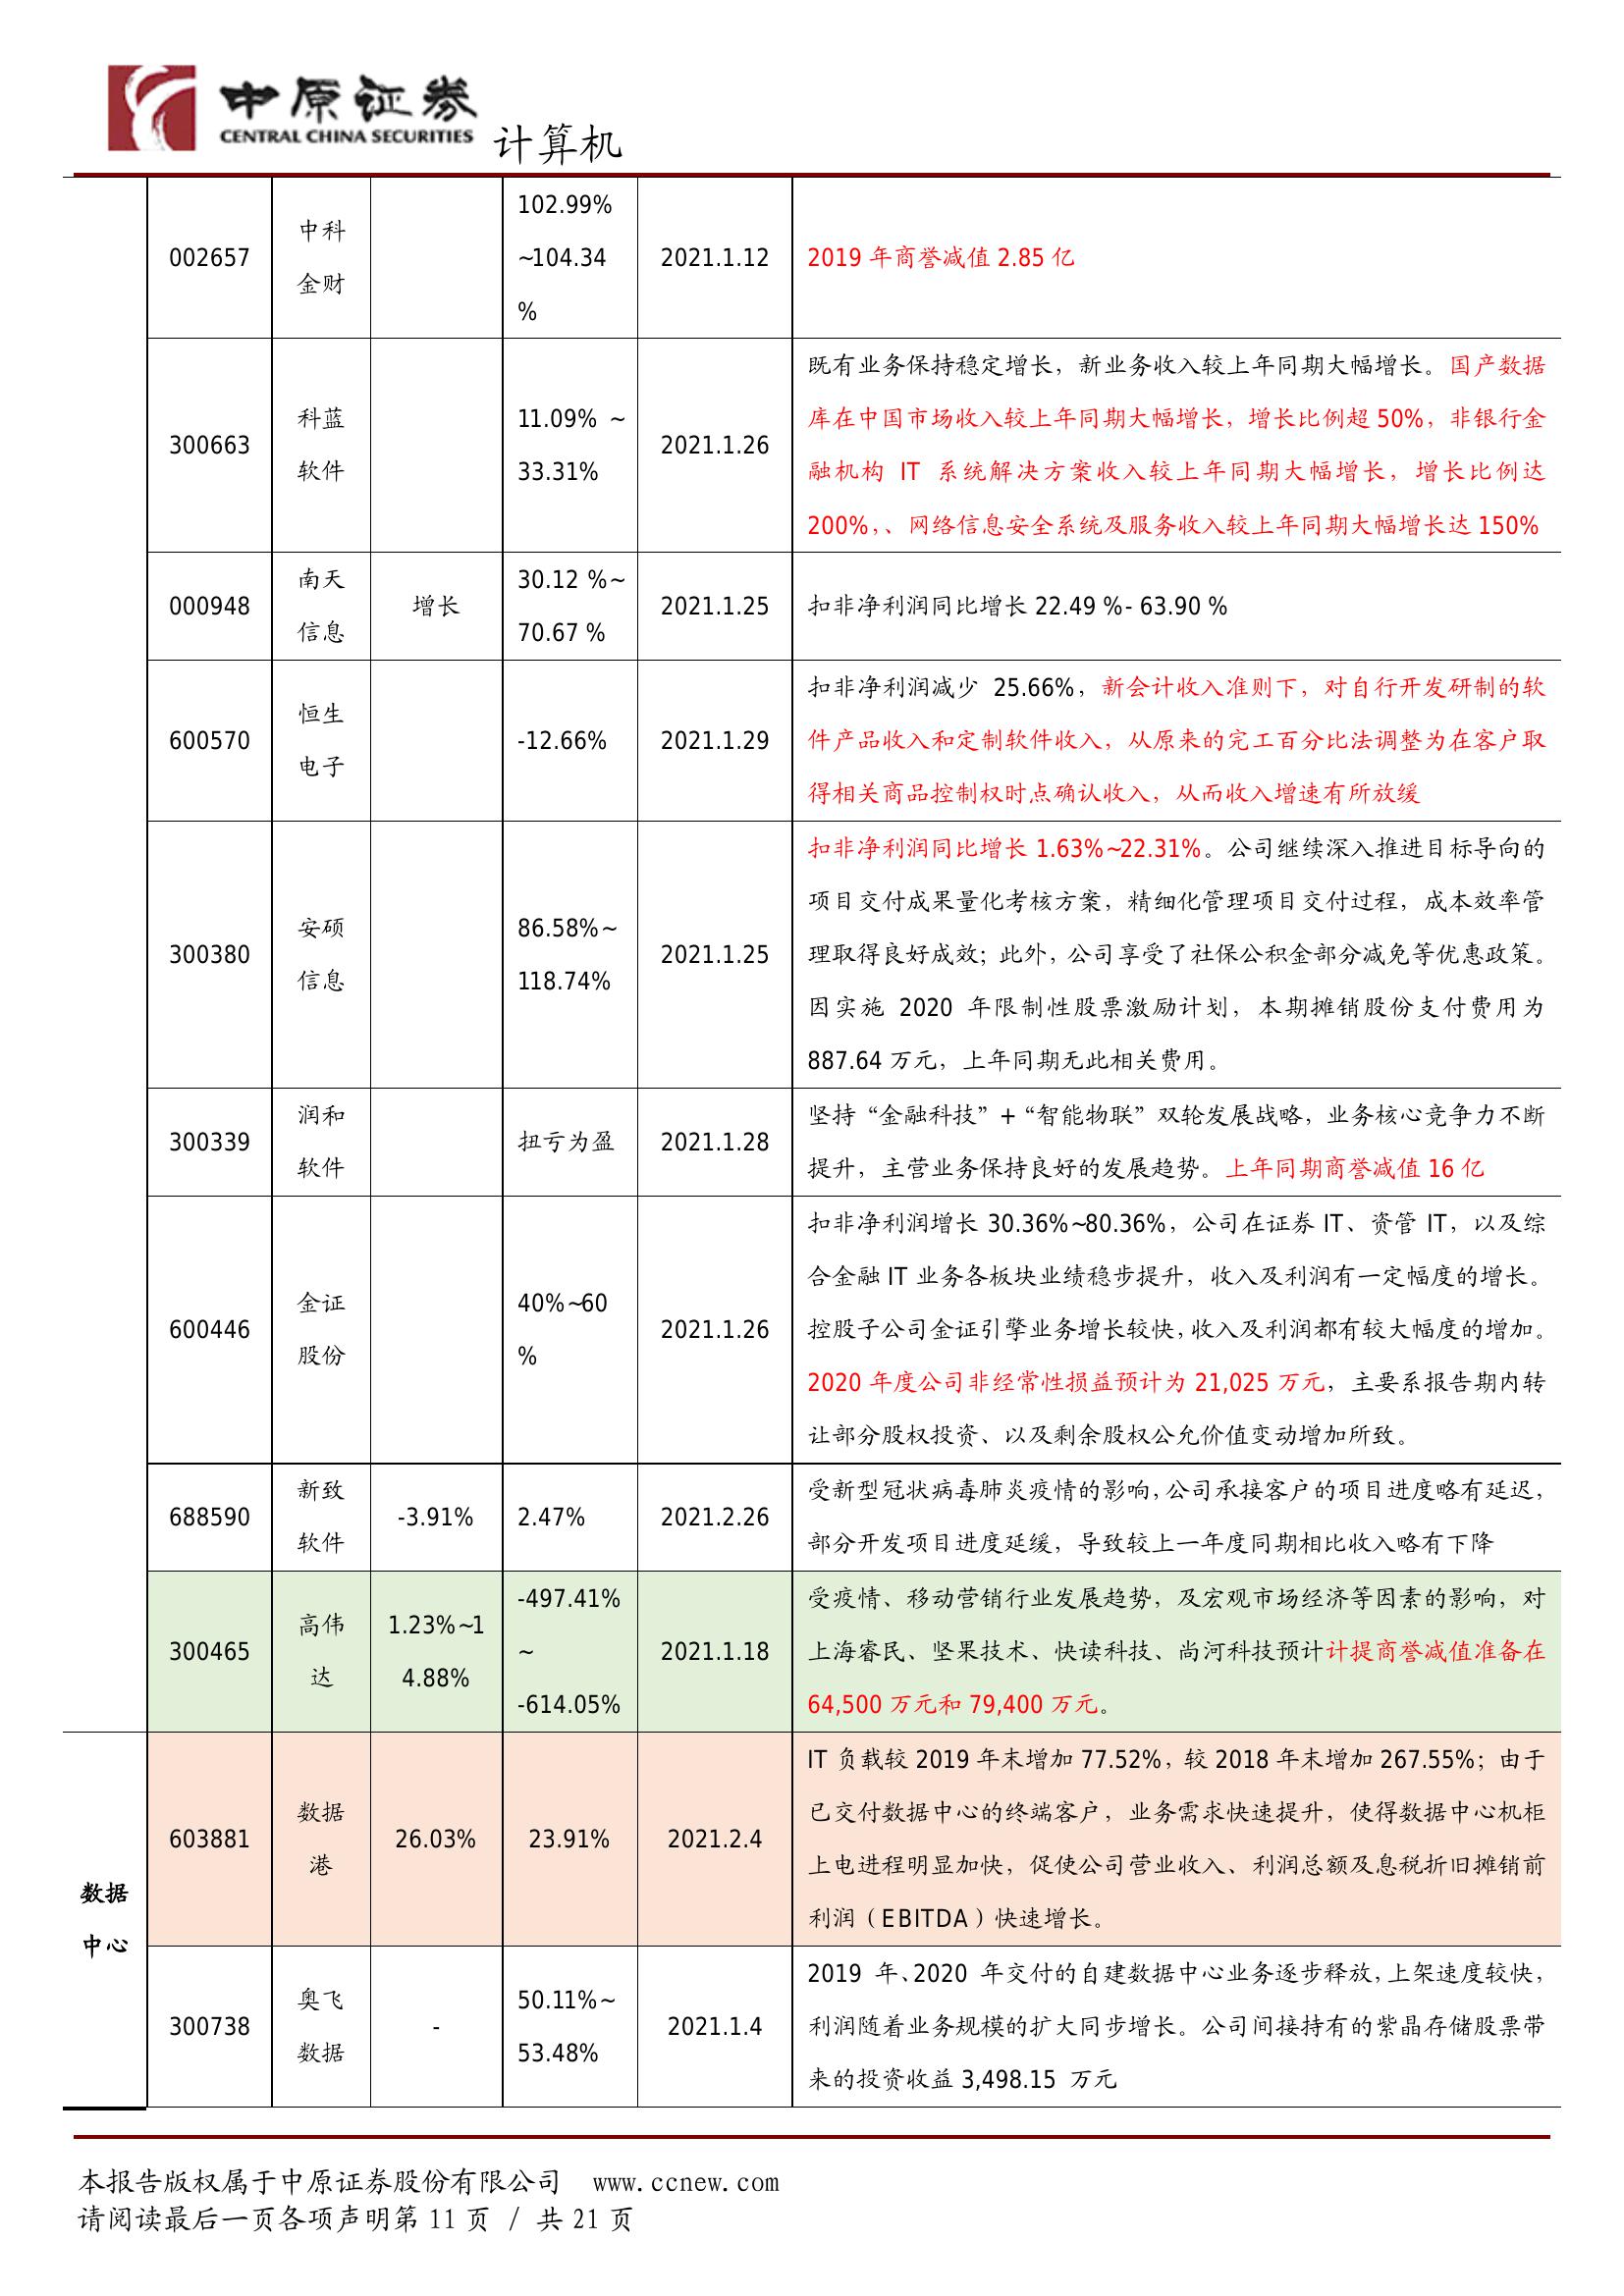 中原证券
CENTRAL CHINA SECURITIES
计算机
002657
中科
金财
102.99%
~104.34
%
2021.1.12
2019 年商誉减值 2.85 亿
300663
科蓝
软件
11.09% ~
33.31%
2021.1.26
既有业务保持稳定增长，新业务收入较上年同期大幅增长。国产数据
库在中国市场收入较上年同期大幅增长，增长比例超 50%，非银行金
融机构 IT 系统解决方案收入较上年同期大幅增长，增长比例达
200%，、网络信息安全系统及服务收入较上年同期大幅增长达 150%
000948
南天
信息
增长
30.12 %~
70.67 %
2021.1.25
扣非净利润同比增长 22.49 %- 63.90 %
600570
恒生
电子
-12.66%
2021.1.29
扣非净利润减少 25.66%，新会计收入准则下，对自行开发研制的软
件产品收入和定制软件收入，从原来的完工百分比法调整为在客户取
得相关商品控制权时点确认收入，从而收入增速有所放缓
300380
安硕
信息
86.58%~
118.74%
2021.1.25
扣非净利润同比增长 1.63%~22.31%。公司继续深入推进目标导向的
项目交付成果量化考核方案，精细化管理项目交付过程，成本效率管
理取得良好成效；此外，公司享受了社保公积金部分减免等优惠政策。
因实施 2020 年限制性股票激励计划，本期摊销股份支付费用为
887.64 万元，上年同期无此相关费用。
300339
润和
软件
扭亏为盈
2021.1.28
坚持“金融科技”+“智能物联”双轮发展战略，业务核心竞争力不断
提升，主营业务保持良好的发展趋势。上年同期商誉减值 16 亿
600446
金证
股份
40%~60
%
2021.1.26
扣非净利润增长 30.36%~80.36%，公司在证券 IT、资管 IT，以及综
合金融 IT 业务各板块业绩稳步提升，收入及利润有一定幅度的增长。
控股子公司金证引擎业务增长较快，收入及利润都有较大幅度的增加。
2020 年度公司非经常性损益预计为 21,025 万元，主要系报告期内转
让部分股权投资、以及剩余股权公允价值变动增加所致。
688590
新致
软件
-3.91%
2.47%
2021.2.26
受新型冠状病毒肺炎疫情的影响，公司承接客户的项目进度略有延迟，
部分开发项目进度延缓，导致较上一年度同期相比收入略有下降
300465
高伟
达
1.23%~1
4.88%
-497.41%
~
-614.05%
2021.1.18
受疫情、移动营销行业发展趋势，及宏观市场经济等因素的影响，对
上海睿民、坚果技术、快读科技、尚河科技预计计提商誉减值准备在
64,500 万元和 79,400 万元。
数据
中心
603881
数据
港
26.03%
23.91%
2021.2.4
IT 负载较 2019 年末增加 77.52%，较 2018 年末增加 267.55%；由于
已交付数据中心的终端客户，业务需求快速提升，使得数据中心机柜
上电进程明显加快，促使公司营业收入、利润总额及息税折旧摊销前
利润（EBITDA）快速增长。
300738
奥飞
数据
-
50.11%~
53.48%
2021.1.4
2019 年、2020 年交付的自建数据中心业务逐步释放，上架速度较快，
利润随着业务规模的扩大同步增长。公司间接持有的紫晶存储股票带
来的投资收益 3,498.15 万元
本报告版权属于中原证券股份有限公司 www.ccnew.com
请阅读最后一页各项声明第 11 页 / 共 21 页